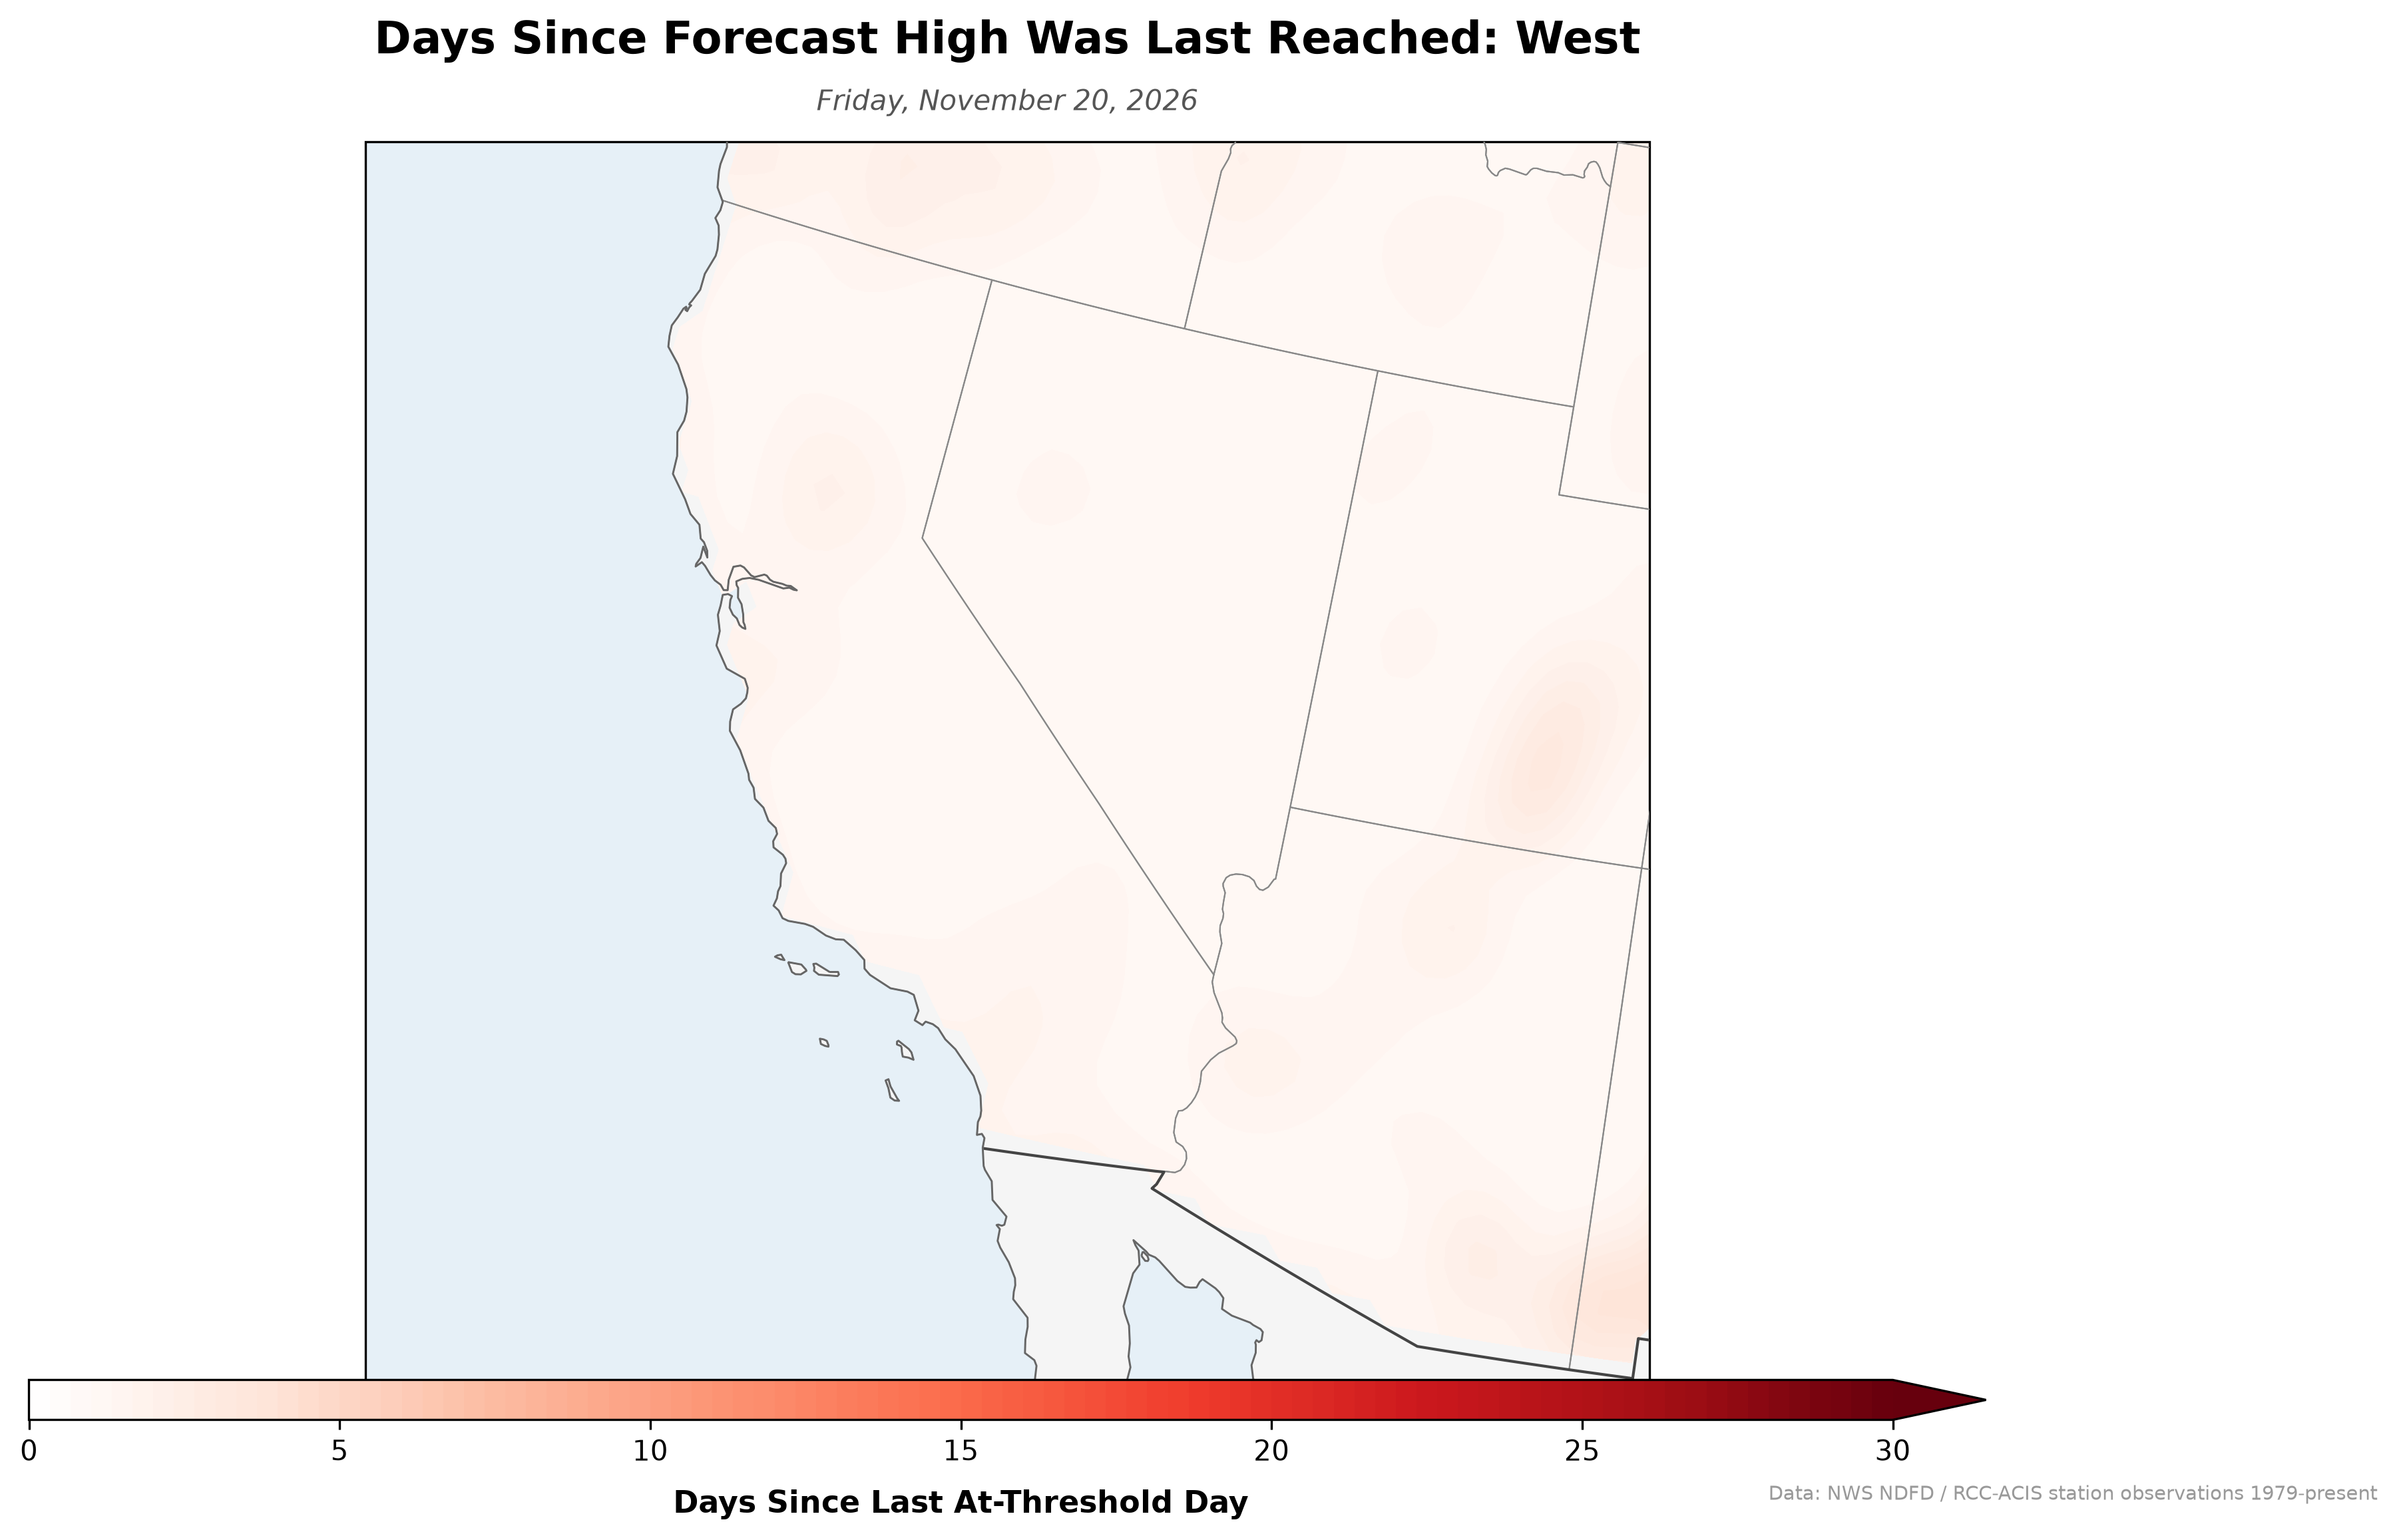 Days Since Forecast High Was Last Reached: West
Friday, November 20, 2026
0 5 10 15 20 25 30
Days Since Last At-Threshold Day
Data: NWS NDFD / RCC-ACIS station observations 1979-present